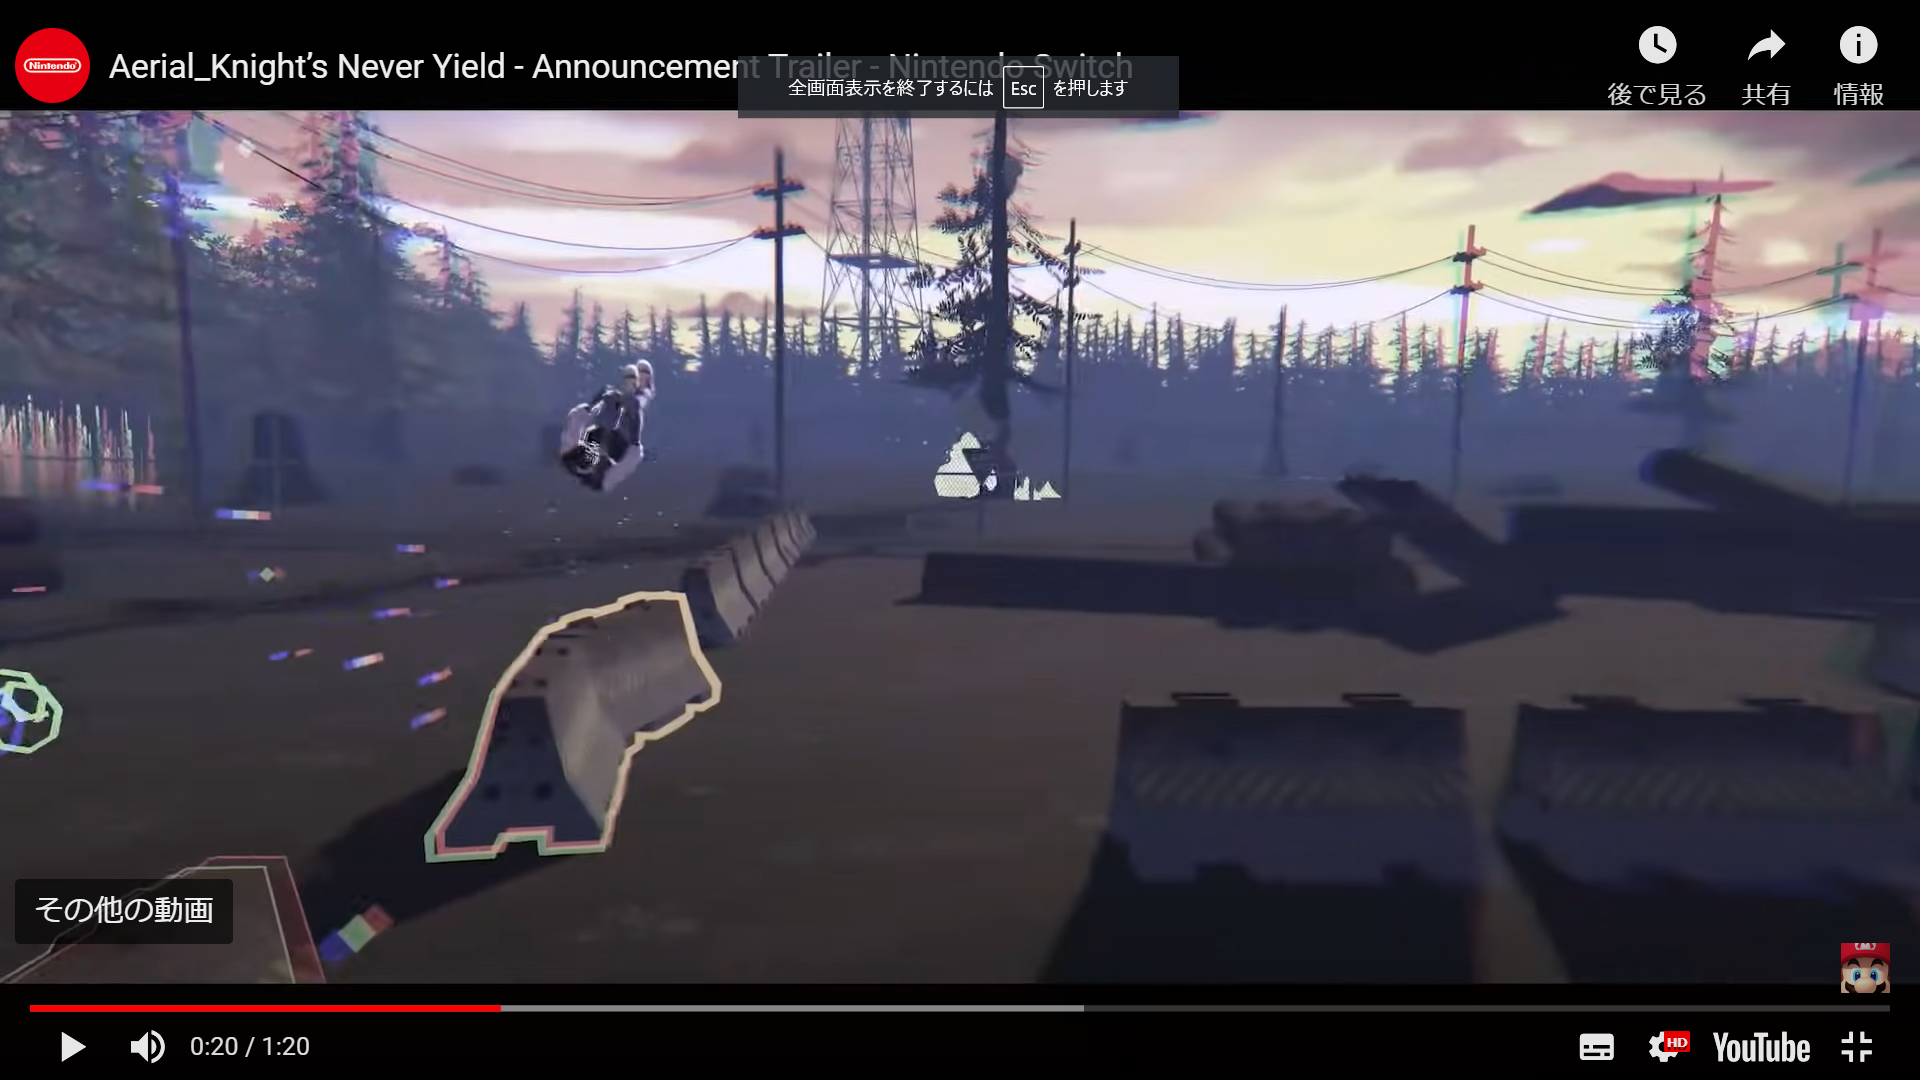 Nintendo
Aerial_Knight’s Never Yield - Announcement Trailer - Nintendo Switch
全画面表示を終了するには Esc を押します
後で見る
共有
情報
その他の動画
0:20 / 1:20
HD
YouTube